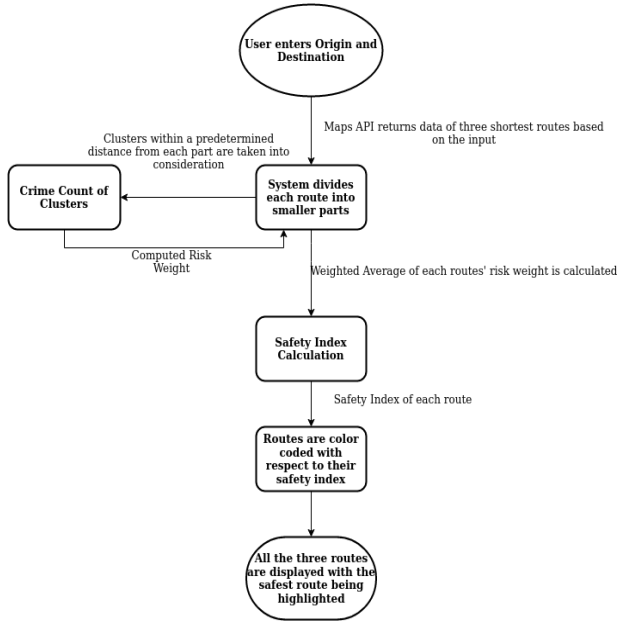 User enters Origin and
Destination
Maps API returns data of three shortest routes based
on the input
Clusters within a predetermined
distance from each part are taken into
consideration
Crime Count of
Clusters
System divides
each route into
smaller parts
Computed Risk
Weight
Weighted Average of each routes' risk weight is calculated
Safety Index
Calculation
Safety Index of each route
Routes are color
coded with
respect to their
safety index
All the three routes
are displayed with the
safest route being
highlighted